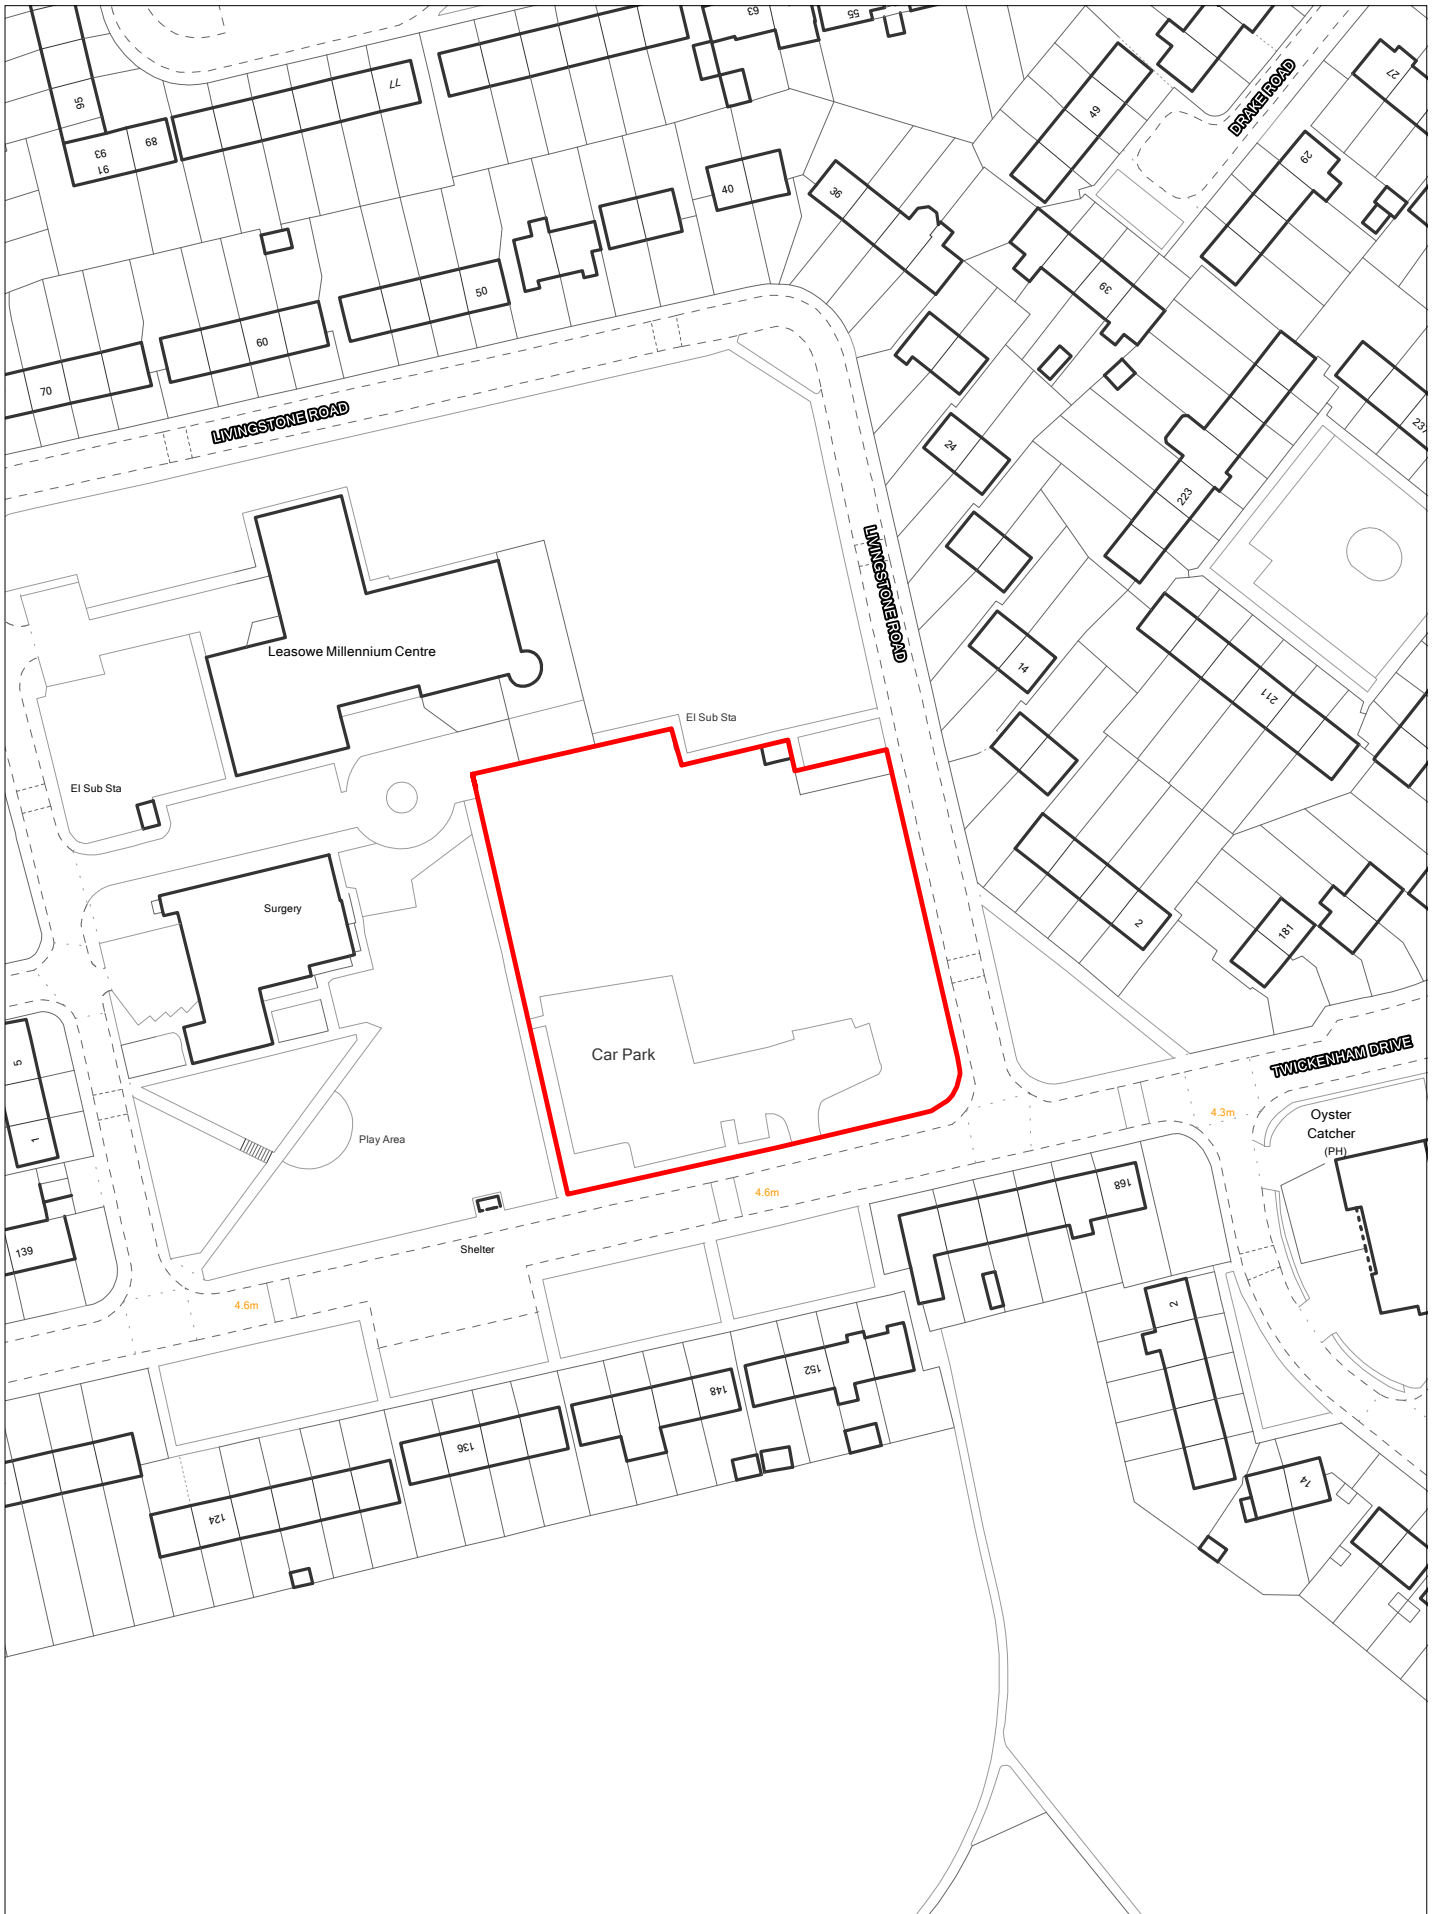 63
55
77
95
27
DRAKE ROAD
49
89
93
91
29
40
36
39
50
60
70
237
LIVINGSTONE ROAD
24
223
LIVINGSTONE ROAD
Leasowe Millennium Centre
14
211
El Sub Sta
El Sub Sta
Surgery
2
181
Car Park
TWICKENHAM DRIVE
5
4.3m
Oyster
Catcher
(PH)
1
Play Area
168
4.6m
139
Shelter
4.6m
2
152
148
136
14
124